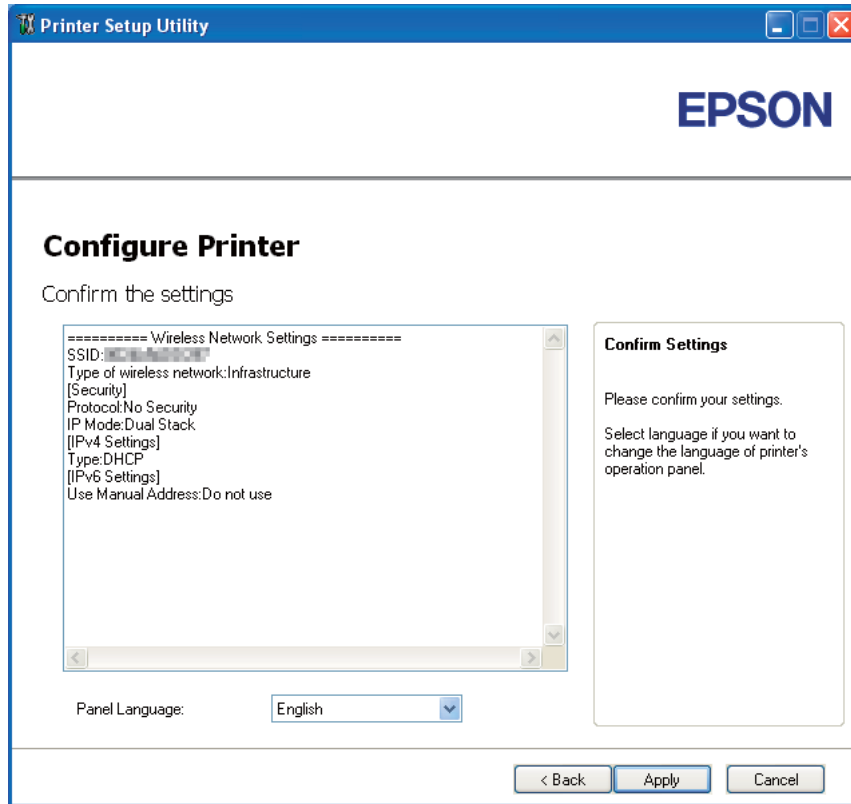 Printer Setup Utility
EPSON
Configure Printer
Confirm the settings
========== Wireless Network Settings ==========
SSID:
Type of wireless network:Infrastructure
[Security]
Protocol:No Security
IP Mode:Dual Stack
[IPv4 Settings]
Type:DHCP
[IPv6 Settings]
Use Manual Address:Do not use
Confirm Settings
Please confirm your settings.
Select language if you want to
change the language of printer's
operation panel.
Panel Language:
English
< Back
Apply
Cancel